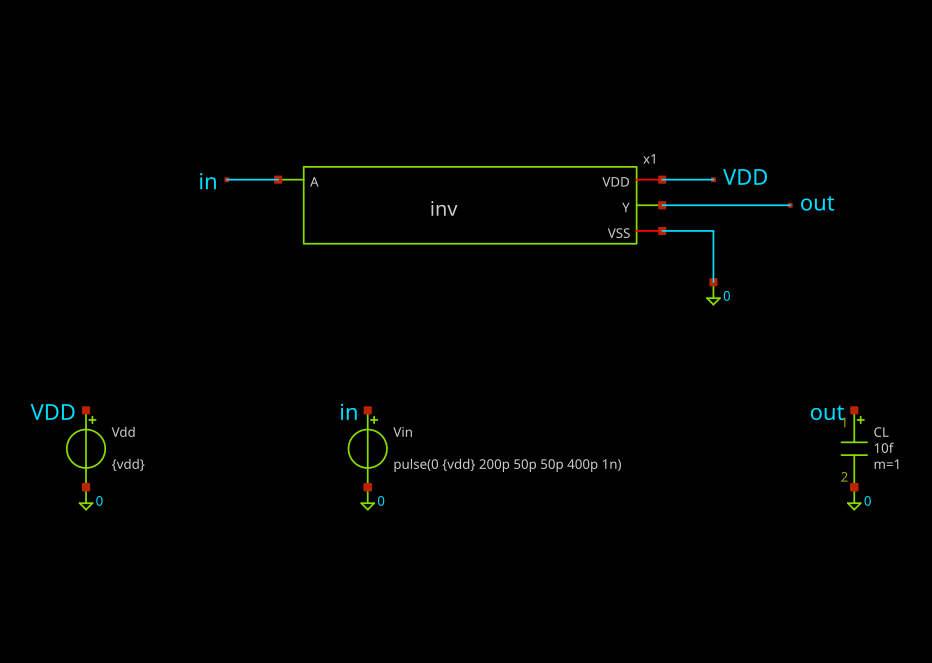 x1
in
A
inv
VDD
VDD
Y
out
VSS
0
VDD
+
Vdd
{vdd}
0
in
+
Vin
pulse(0 {vdd} 200p 50p 50p 400p 1n)
0
out
1
+
CL
10f
m=1
2
0